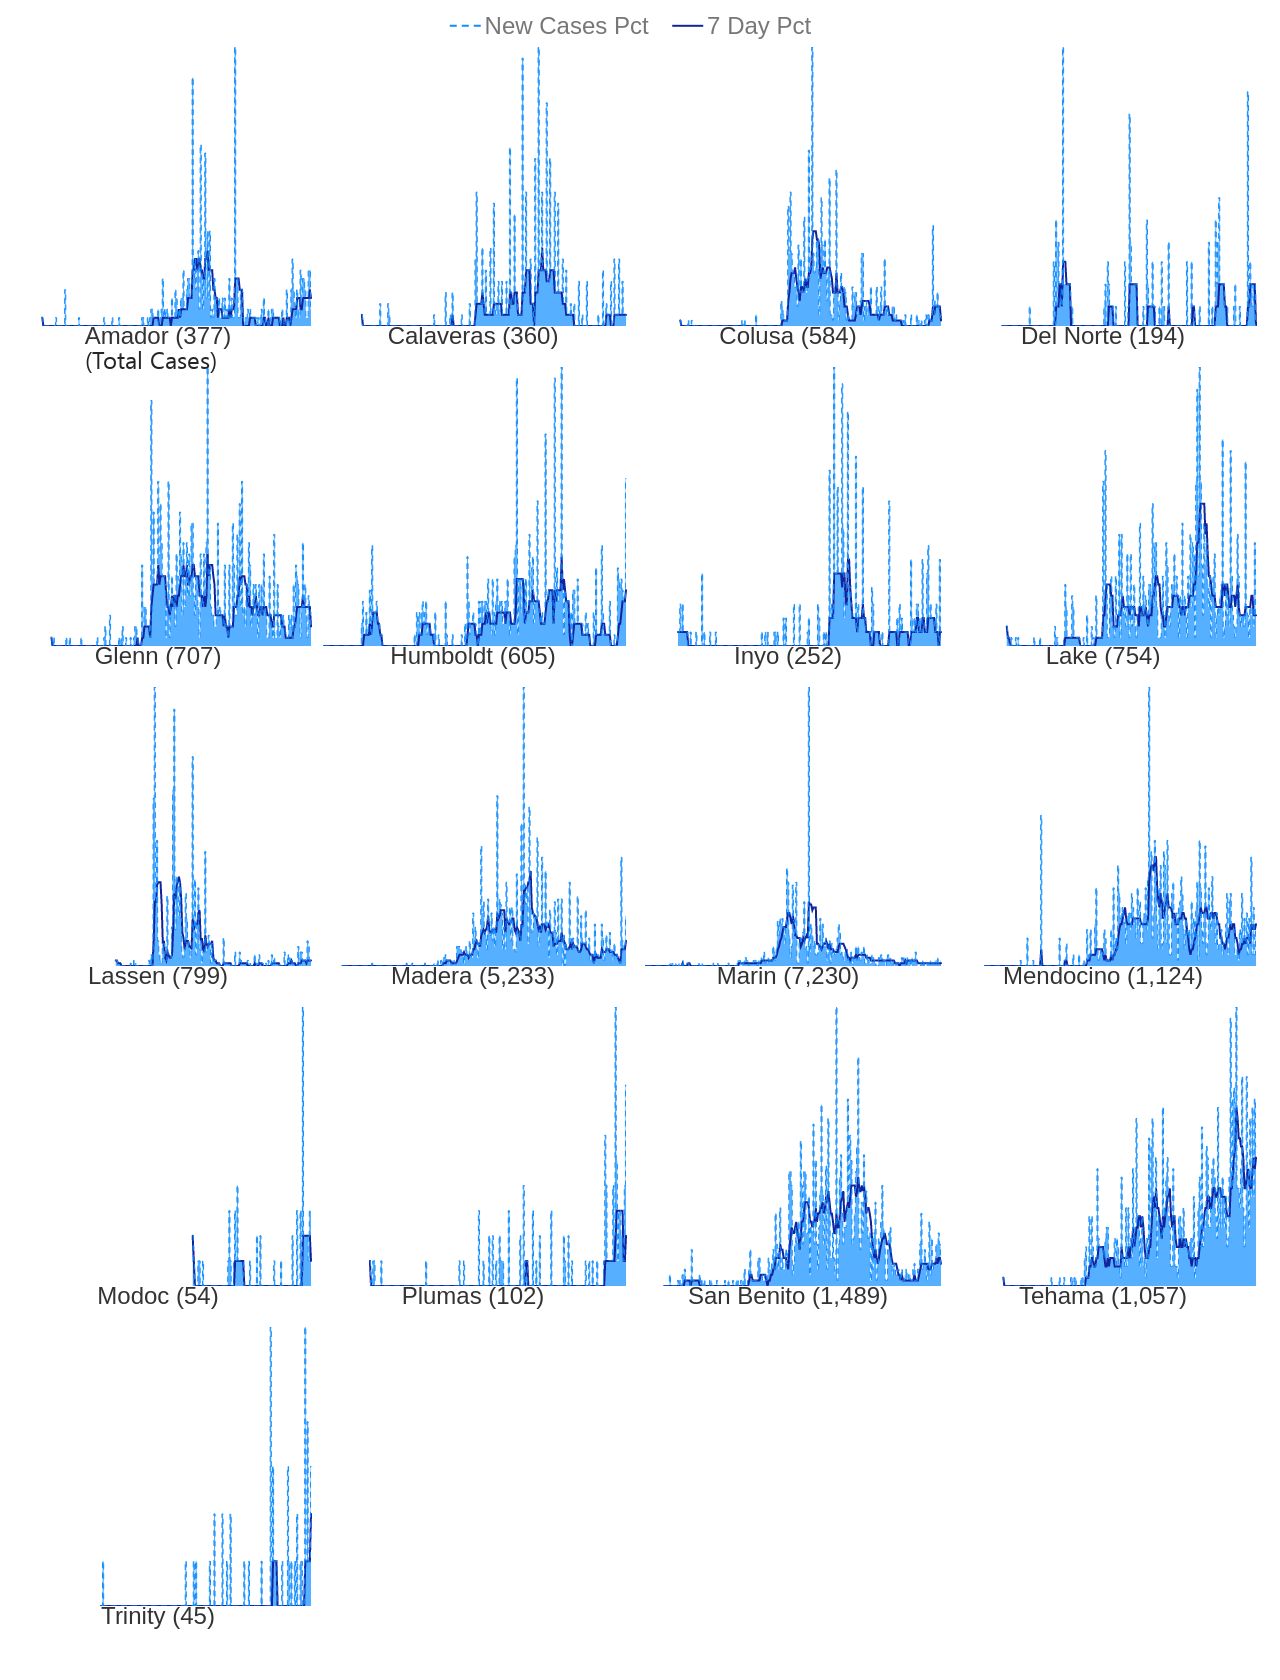 New Cases Pct 7 Day Pct
Amador (377) Calaveras (360) Colusa (584) Del Norte (194)
(Total Cases)
Glenn (707) Humboldt (605) Inyo (252) Lake (754)
Lassen (799) Madera (5,233) Marin (7,230) Mendocino (1,124)
Modoc (54) Plumas (102) San Benito (1,489) Tehama (1,057)
Trinity (45)